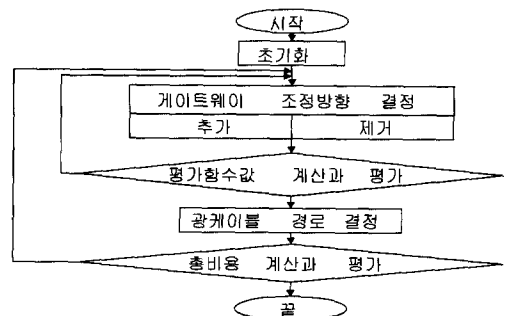 시작
초기화
게이트웨이 조정방향 결정
추가 제거
평가함수값 계산과 평가
광케이블 경로 결정
총비용 계산과 평가
끝